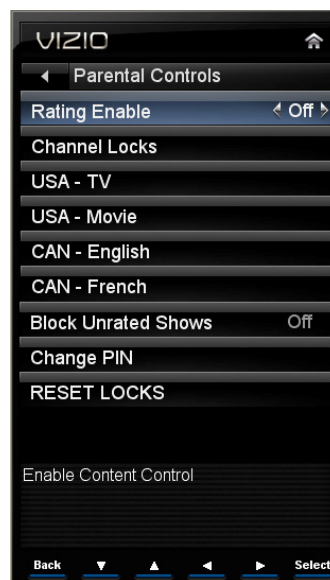 VIZIO
Parental Controls
Rating Enable Off
Channel Locks
USA - TV
USA - Movie
CAN - English
CAN - French
Block Unrated Shows Off
Change PIN
RESET LOCKS
Enable Content Control
Back Select